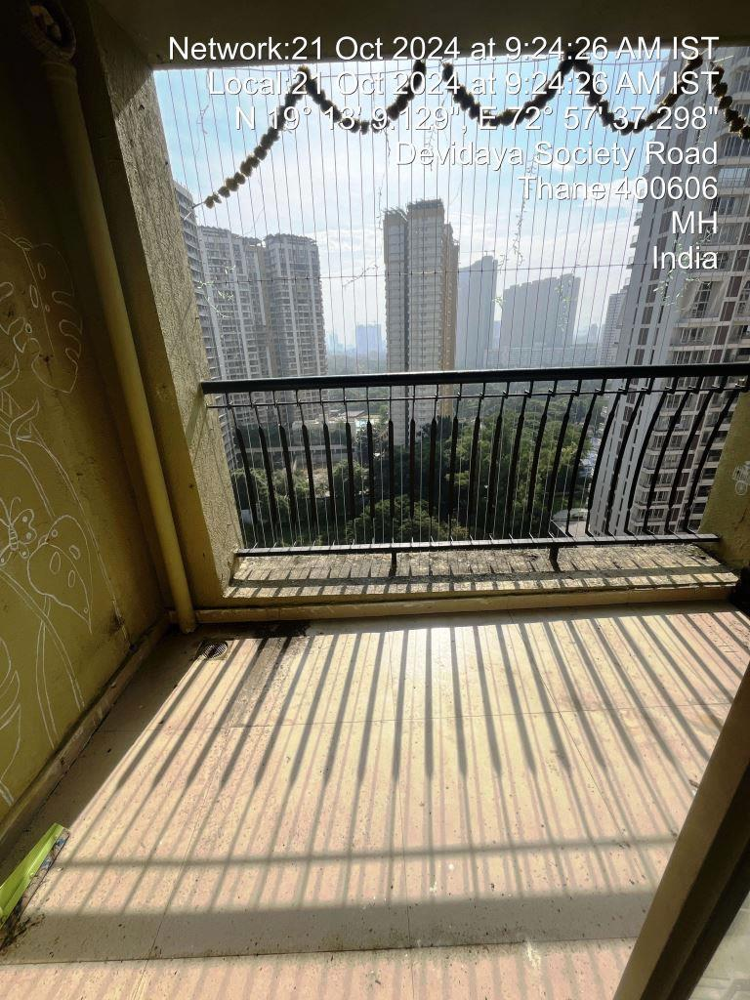 Network:21 Oct 2024 at 9:24:26 AM IST
Local:21 Oct 2024 at 9:24:26 AM IST
N 19° 13' 9.129", E 72° 57' 37.298"
Devidaya Society Road
Thane 400606
MH
India